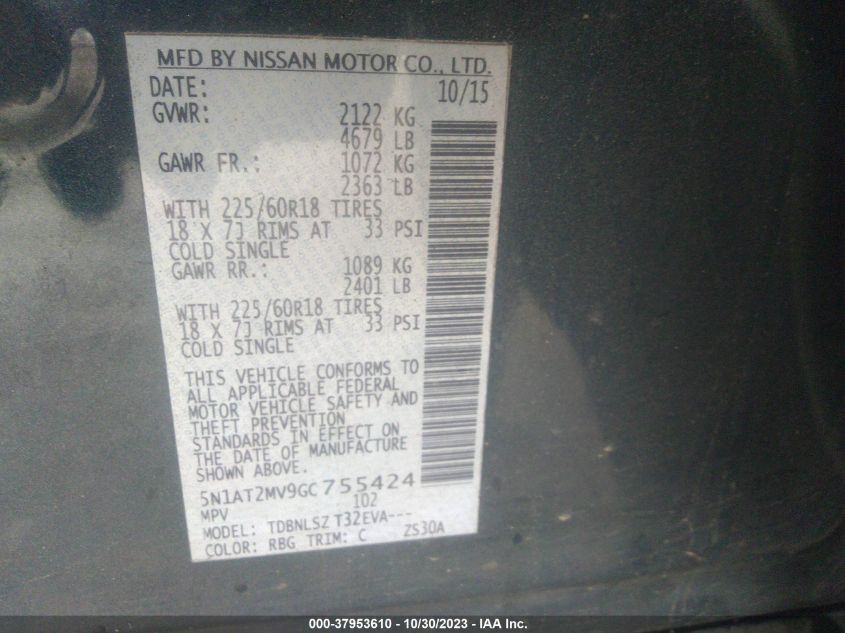 MFD BY NISSAN MOTOR CO., LTD.
DATE: 10/15
GVWR: 2122 KG
4679 LB
GAWR FR.: 1072 KG
2363 LB
WITH 225/60R18 TIRES
18 X 7J RIMS AT 33 PSI
COLD SINGLE
GAWR RR.: 1089 KG
2401 LB
WITH 225/60R18 TIRES
18 X 7J RIMS AT 33 PSI
COLD SINGLE
THIS VEHICLE CONFORMS TO
ALL APPLICABLE FEDERAL
MOTOR VEHICLE SAFETY AND
THEFT PREVENTION
STANDARDS IN EFFECT ON
THE DATE OF MANUFACTURE
SHOWN ABOVE.
5N1AT2MV9GC755424
MPV 102
MODEL: TDBNLSZ T32EVA---
COLOR: RBG TRIM: C ZS30A
000-37953610 - 10/30/2023 - IAA Inc.